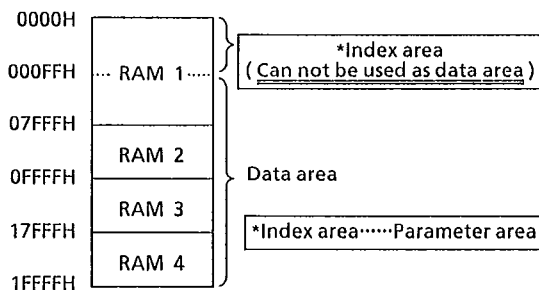 0000H
*Index area
( Can not be used as data area )
000FFH
RAM 1
07FFFH
RAM 2
0FFFFH
Data area
RAM 3
17FFFH
*Index area······Parameter area
RAM 4
1FFFFH